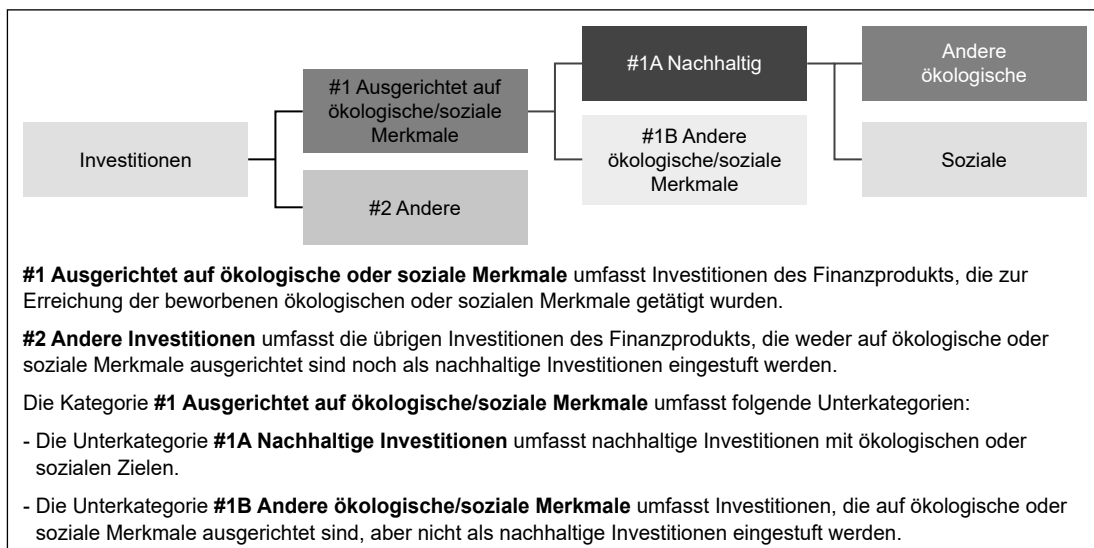 Investitionen
#1 Ausgerichtet auf
ökologische/soziale
Merkmale
#2 Andere
#1A Nachhaltig
#1B Andere
ökologische/soziale
Merkmale
Andere
ökologische
Soziale
#1 Ausgerichtet auf ökologische oder soziale Merkmale umfasst Investitionen des Finanzprodukts, die zur
Erreichung der beworbenen ökologischen oder sozialen Merkmale getätigt wurden.
#2 Andere Investitionen umfasst die übrigen Investitionen des Finanzprodukts, die weder auf ökologische oder
soziale Merkmale ausgerichtet sind noch als nachhaltige Investitionen eingestuft werden.
Die Kategorie #1 Ausgerichtet auf ökologische/soziale Merkmale umfasst folgende Unterkategorien:
- Die Unterkategorie #1A Nachhaltige Investitionen umfasst nachhaltige Investitionen mit ökologischen oder
sozialen Zielen.
- Die Unterkategorie #1B Andere ökologische/soziale Merkmale umfasst Investitionen, die auf ökologische oder
soziale Merkmale ausgerichtet sind, aber nicht als nachhaltige Investitionen eingestuft werden.